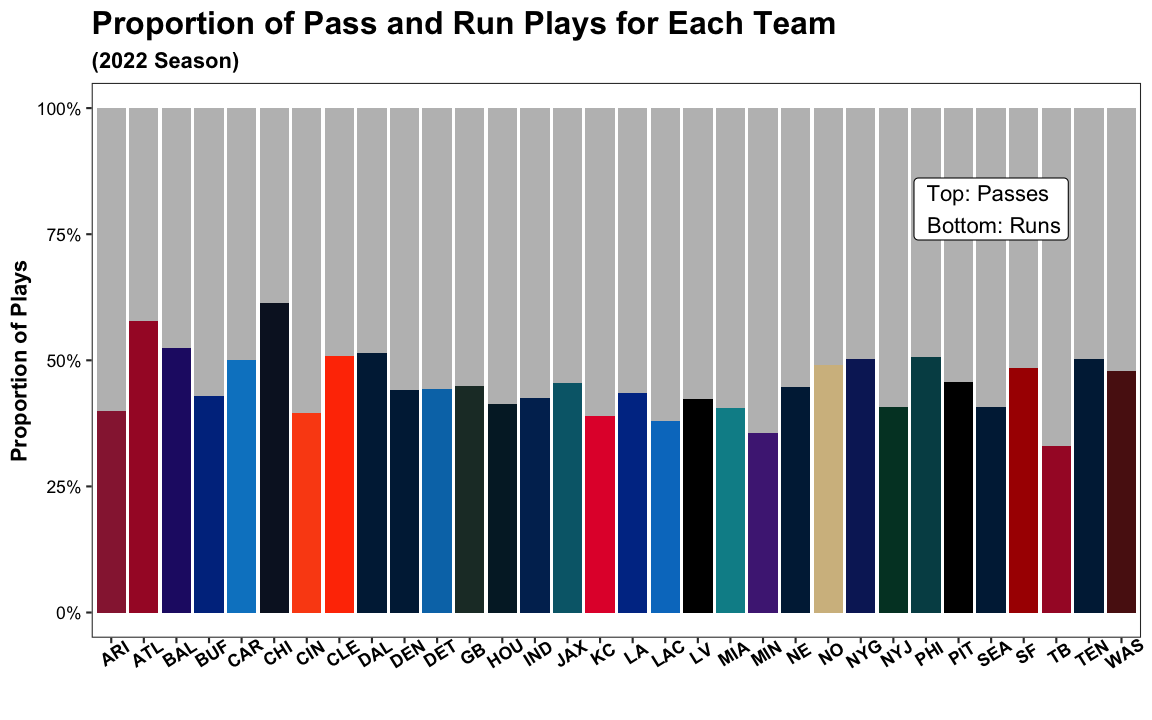 Proportion of Pass and Run Plays for Each Team
(2022 Season)
Proportion of Plays
100%
75%
50%
25%
0%
Top: Passes
Bottom: Runs
ARI ATL BAL BUF CAR CHI CIN CLE DAL DEN DET GB HOU IND JAX KC LA LAC LV MIA MIN NE NO NYG NYJ PHI PIT SEA SF TB TEN WAS